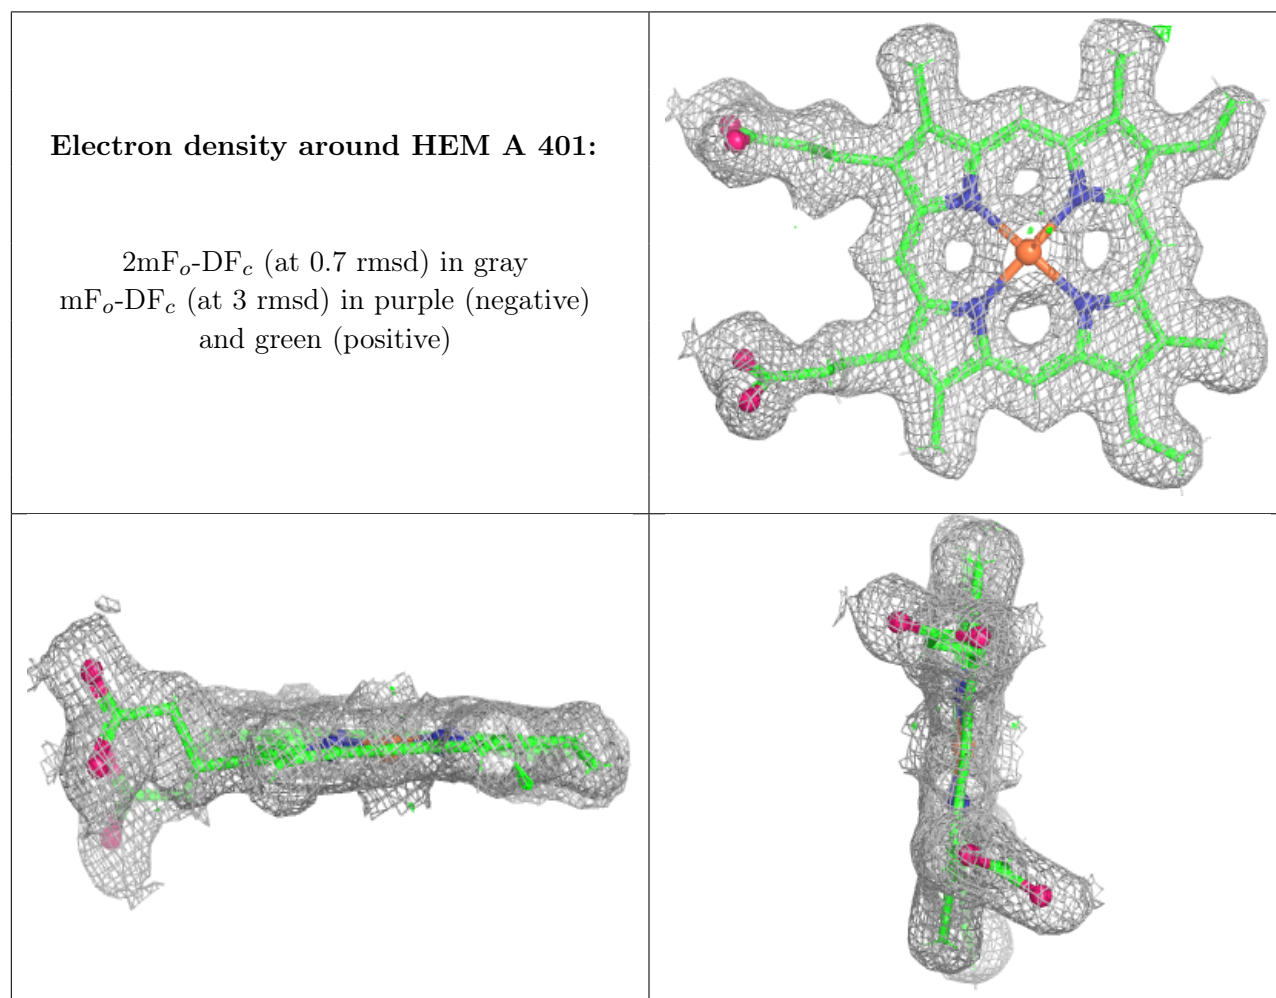 Electron density around HEM A 401:
2mFo-DFc (at 0.7 rmsd) in gray
mFo-DFc (at 3 rmsd) in purple (negative)
and green (positive)